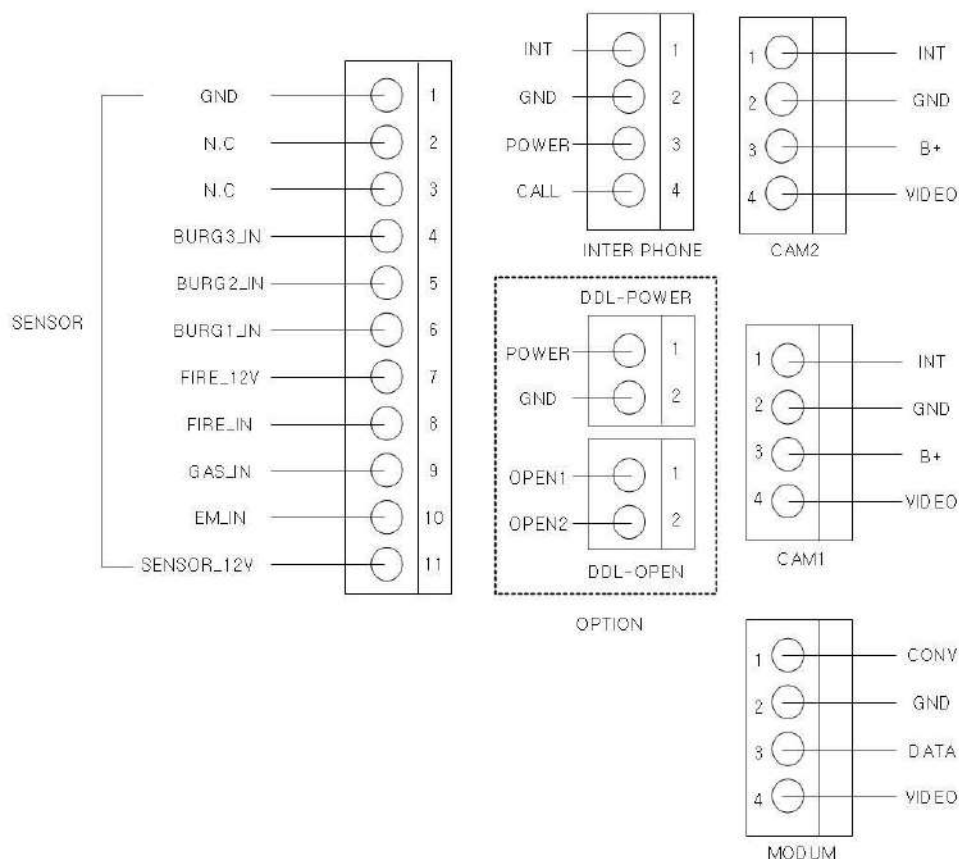 SENSOR
GND 1
N.C 2
N.C 3
BURG3_IN 4
BURG2_IN 5
BURG1_IN 6
FIRE_12V 7
FIRE_IN 8
GAS_IN 9
EM_IN 10
SENSOR_12V 11
INT 1
GND 2
POWER 3
CALL 4
INTER PHONE
1 INT
2 GND
3 B+
4 VIDEO
CAM2
DDL-POWER
POWER 1
GND 2
OPEN1 1
OPEN2 2
DDL-OPEN
OPTION
1 INT
2 GND
3 B+
4 VIDEO
CAM1
1 CONV
2 GND
3 DATA
4 VIDEO
MODUM